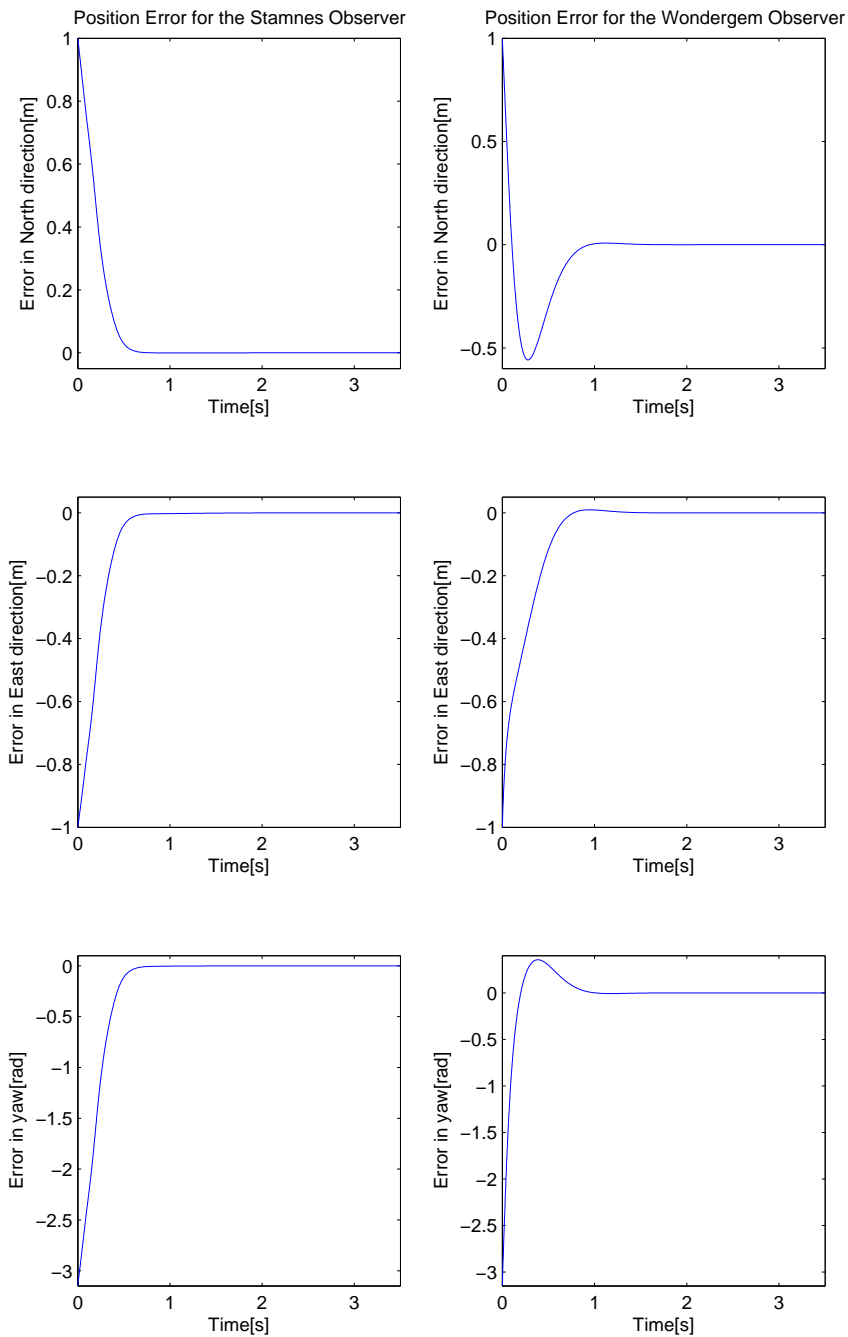 Position Error for the Stamnes Observer
1
0.8
0.6
0.4
0.2
0
Error in North direction[m]
0 1 2 3
Time[s]
Position Error for the Wondergem Observer
1
0.5
0
−0.5
Error in North direction[m]
0 1 2 3
Time[s]
0
−0.2
−0.4
−0.6
−0.8
−1
Error in East direction[m]
0 1 2 3
Time[s]
0
−0.2
−0.4
−0.6
−0.8
−1
Error in East direction[m]
0 1 2 3
Time[s]
0
−0.5
−1
−1.5
−2
−2.5
−3
Error in yaw[rad]
0 1 2 3
Time[s]
0
−0.5
−1
−1.5
−2
−2.5
−3
Error in yaw[rad]
0 1 2 3
Time[s]